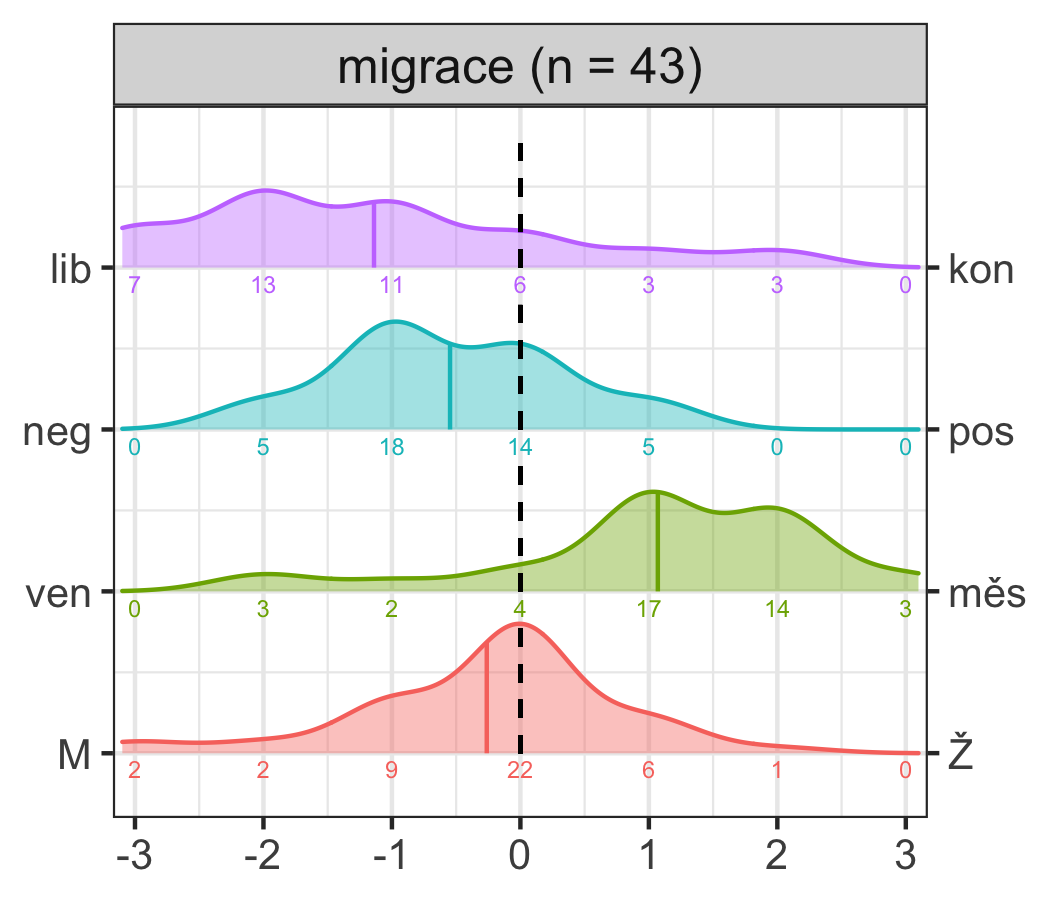 migrace (n = 43)
lib kon
7 13 11 6 3 3 0
neg pos
0 5 18 14 5 0 0
ven měs
0 3 2 4 17 14 3
M Ž
2 2 9 22 6 1 0
-3 -2 -1 0 1 2 3